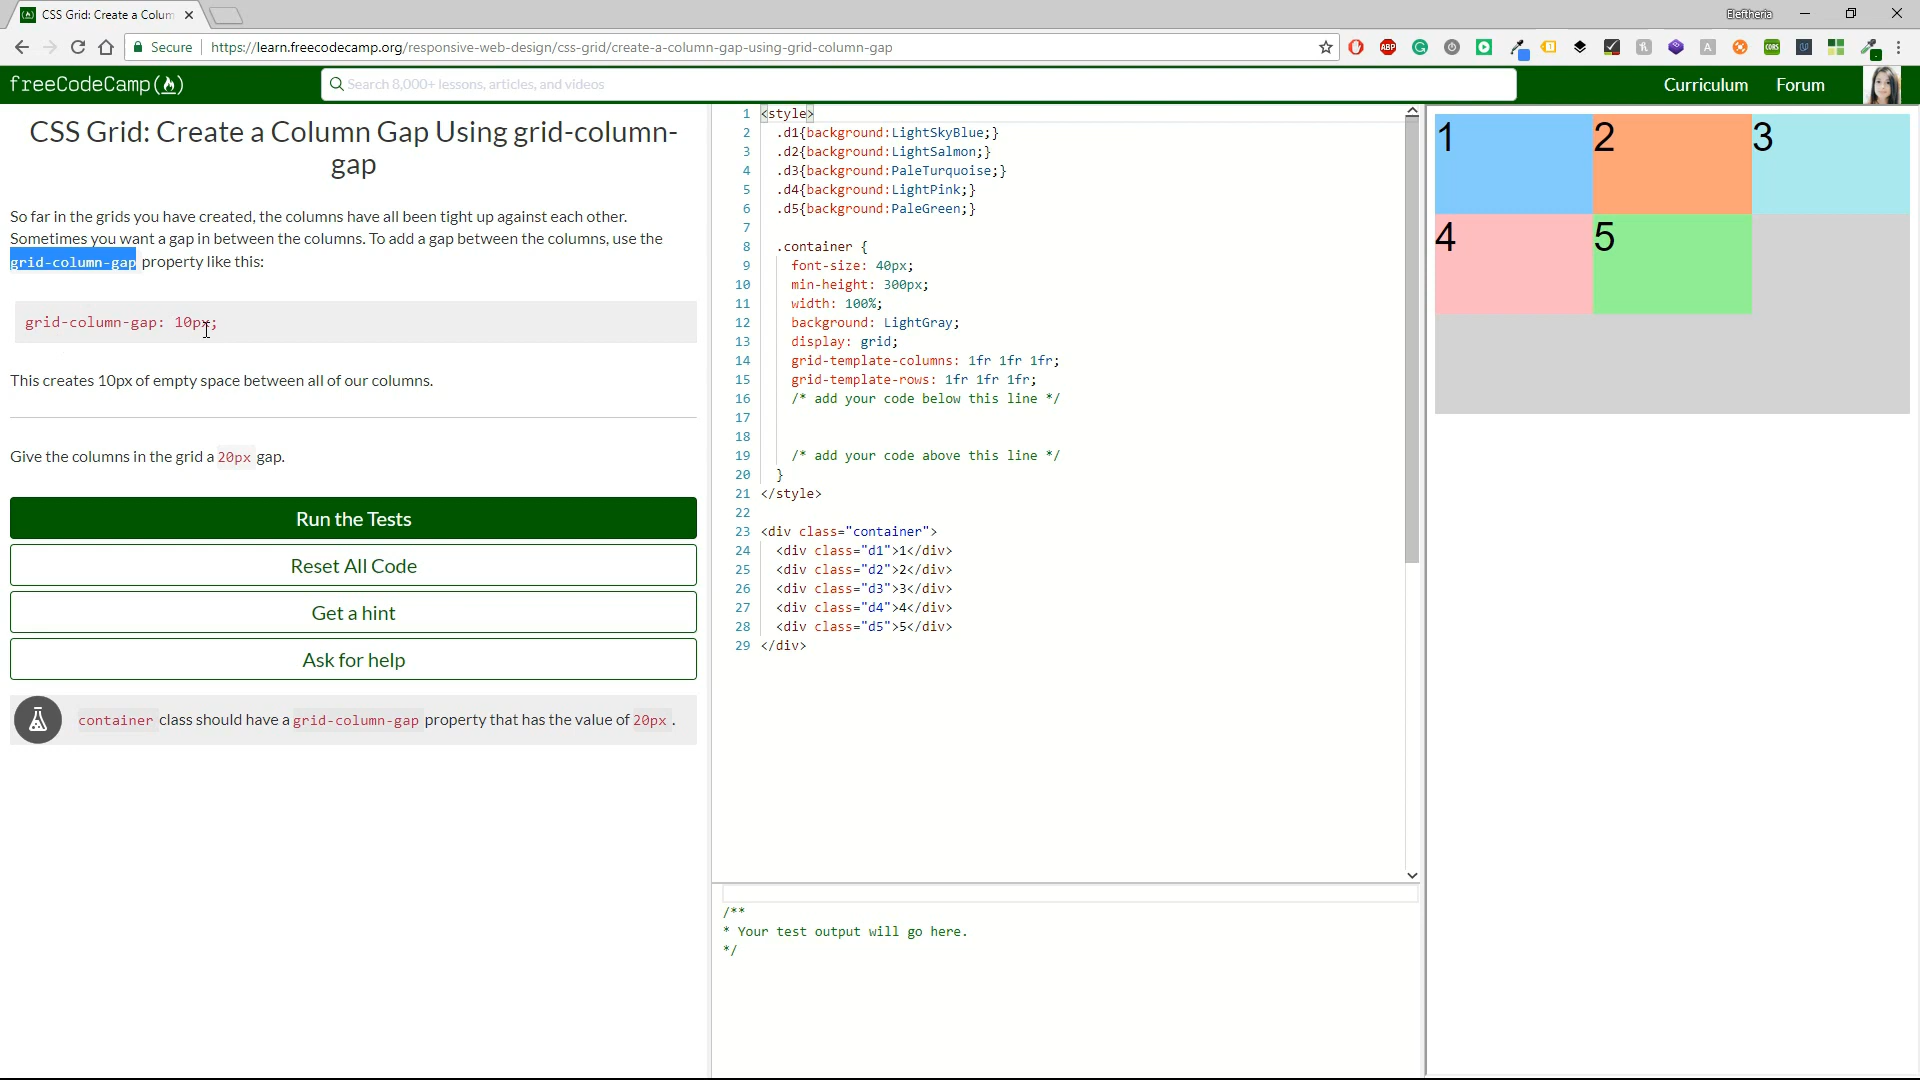 CSS Grid: Create a Colum
Eleftheria
Secure
https://learn.freecodecamp.org/responsive-web-design/css-grid/create-a-column-gap-using-grid-column-gap
ABP
CORS
freeCodeCamp
Search 8,000+ lessons, articles, and videos
Curriculum Forum
CSS Grid: Create a Column Gap Using grid-column-
gap
So far in the grids you have created, the columns have all been tight up against each other.
Sometimes you want a gap in between the columns. To add a gap between the columns, use the
grid-column-gap property like this:
grid-column-gap: 10px;
This creates 10px of empty space between all of our columns.
Give the columns in the grid a 20px gap.
Run the Tests
Reset All Code
Get a hint
Ask for help
container class should have a grid-column-gap property that has the value of 20px .
1 <style>
2 .d1{background:LightSkyBlue;}
3 .d2{background:LightSalmon;}
4 .d3{background:PaleTurquoise;}
5 .d4{background:LightPink;}
6 .d5{background:PaleGreen;}
7
8 .container {
9 font-size: 40px;
10 min-height: 300px;
11 width: 100%;
12 background: LightGray;
13 display: grid;
14 grid-template-columns: 1fr 1fr 1fr;
15 grid-template-rows: 1fr 1fr 1fr;
16 /* add your code below this line */
17
18
19 /* add your code above this line */
20 }
21 </style>
22
23 <div class="container">
24 <div class="d1">1</div>
25 <div class="d2">2</div>
26 <div class="d3">3</div>
27 <div class="d4">4</div>
28 <div class="d5">5</div>
29 </div>
/**
* Your test output will go here.
*/
1 2 3
4 5